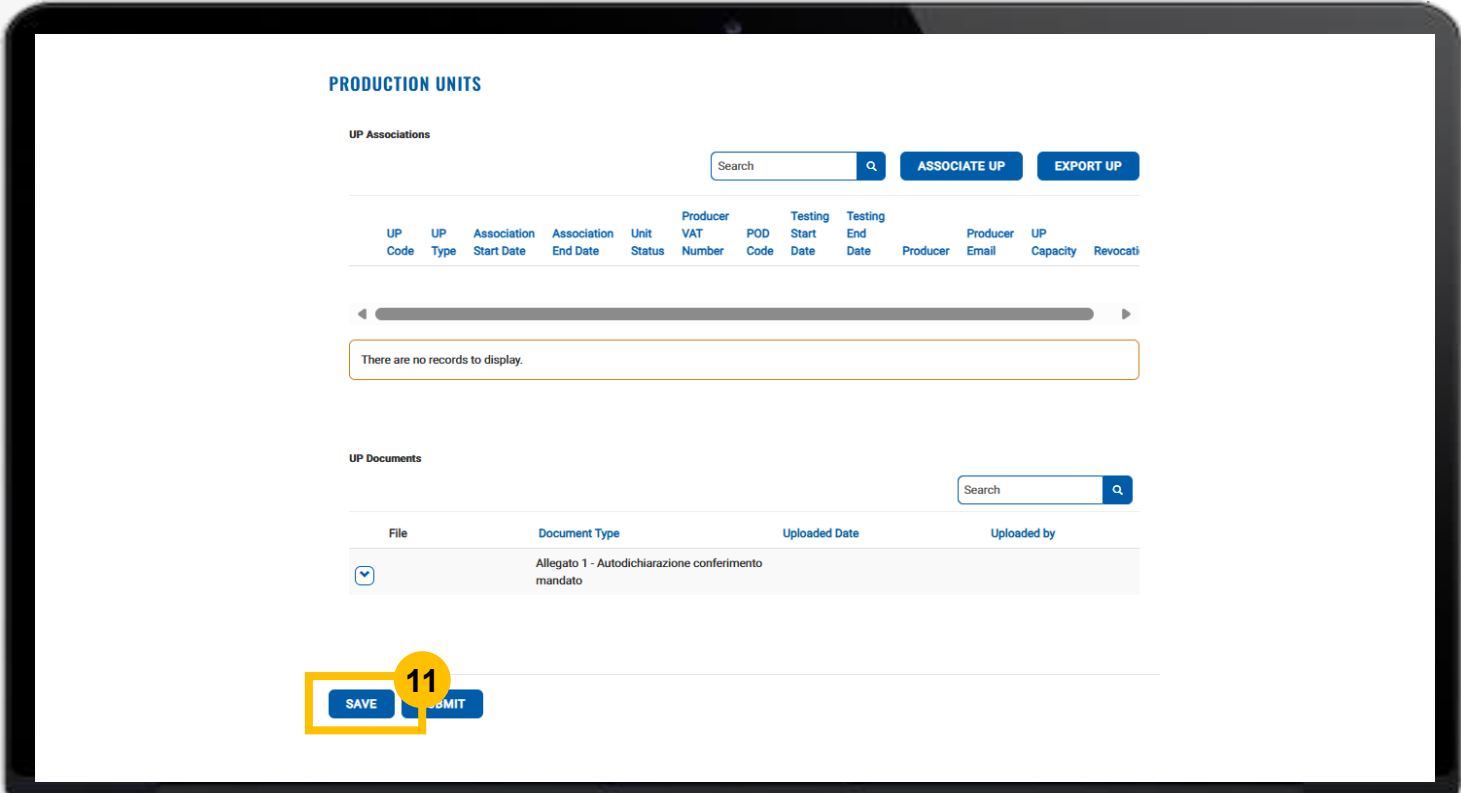 PRODUCTION UNITS
UP Associations
Search
ASSOCIATE UP
EXPORT UP
UP Code
UP Type
Association Start Date
Association End Date
Unit Status
Producer VAT Number
POD Code
Testing Start Date
Testing End Date
Producer
Producer Email
UP Capacity
Revocati
There are no records to display.
UP Documents
Search
File
Document Type
Uploaded Date
Uploaded by
Allegato 1 - Autodichiarazione conferimento
mandato
11
SAVE